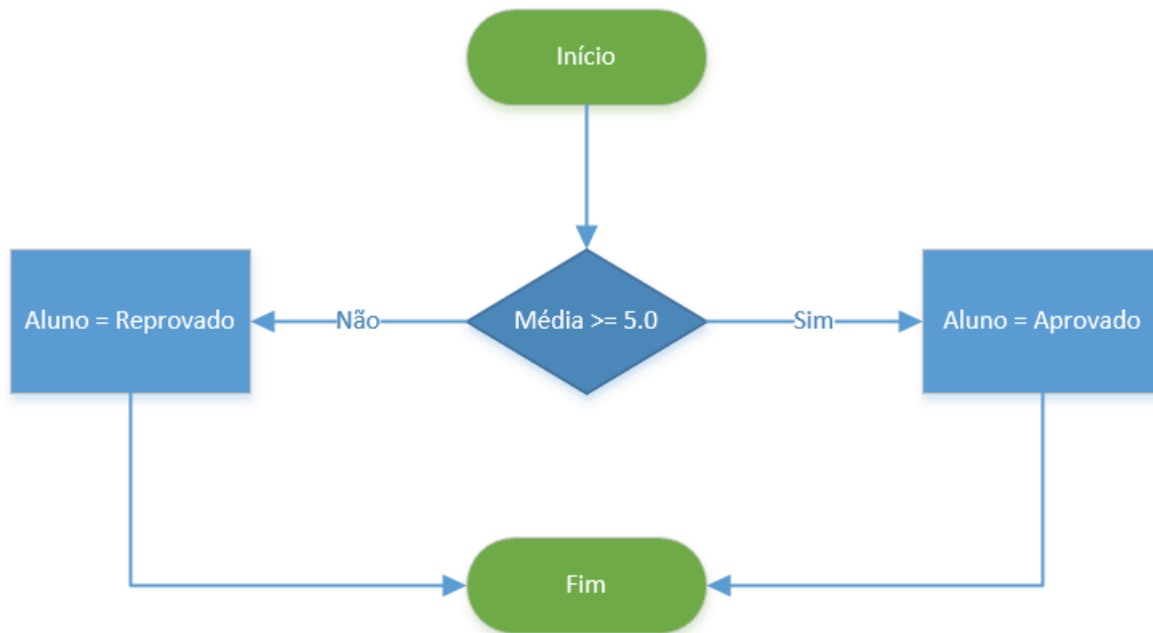 Início
Aluno = Reprovado
Não
Média >= 5.0
Sim
Aluno = Aprovado
Fim